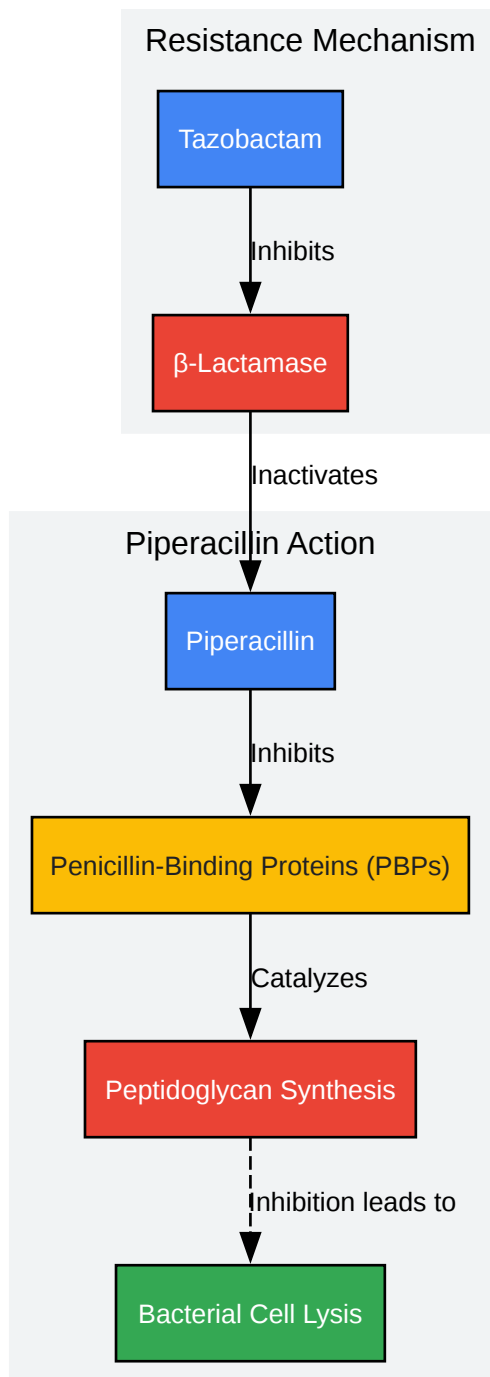 Resistance Mechanism
Tazobactam
Inhibits
β-Lactamase
Inactivates
Piperacillin Action
Piperacillin
Inhibits
Penicillin-Binding Proteins (PBPs)
Catalyzes
Peptidoglycan Synthesis
Inhibition leads to
Bacterial Cell Lysis